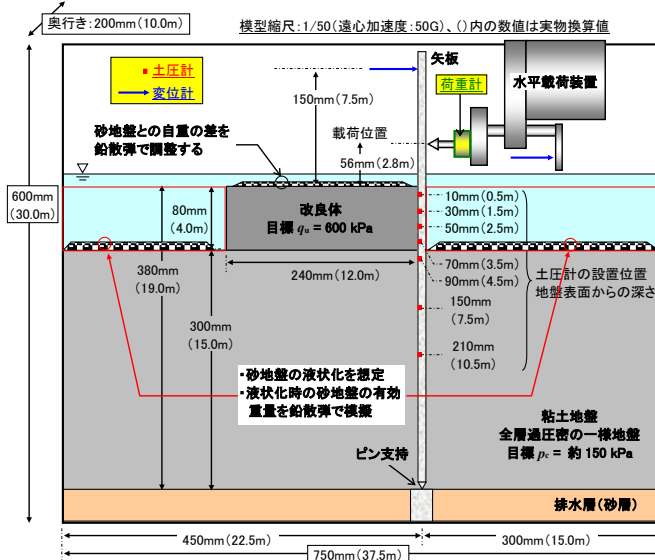 奥行き:200mm(10.0m)
模型縮尺:1/50(遠心加速度:50G)、()内の数値は実物換算値
矢板
水平載荷装置
荷重計
土圧計
変位計
150mm(7.5m)
載荷位置
56mm(2.8m)
砂地盤との自重の差を
鉛散弾で調整する
600mm
(30.0m)
80mm
(4.0m)
改良体
目標 qu = 600 kPa
10mm(0.5m)
30mm(1.5m)
50mm(2.5m)
70mm(3.5m)
90mm(4.5m)
土圧計の設置位置
地盤表面からの深さ
380mm
(19.0m)
240mm(12.0m)
150mm
(7.5m)
300mm
(15.0m)
210mm
(10.5m)
・砂地盤の液状化を想定
・液状化時の砂地盤の有効
重量を鉛散弾で模擬
粘土地盤
全層過圧密の一様地盤
目標 pc = 約150 kPa
ピン支持
排水層(砂層)
450mm(22.5m)
300mm(15.0m)
750mm(37.5m)